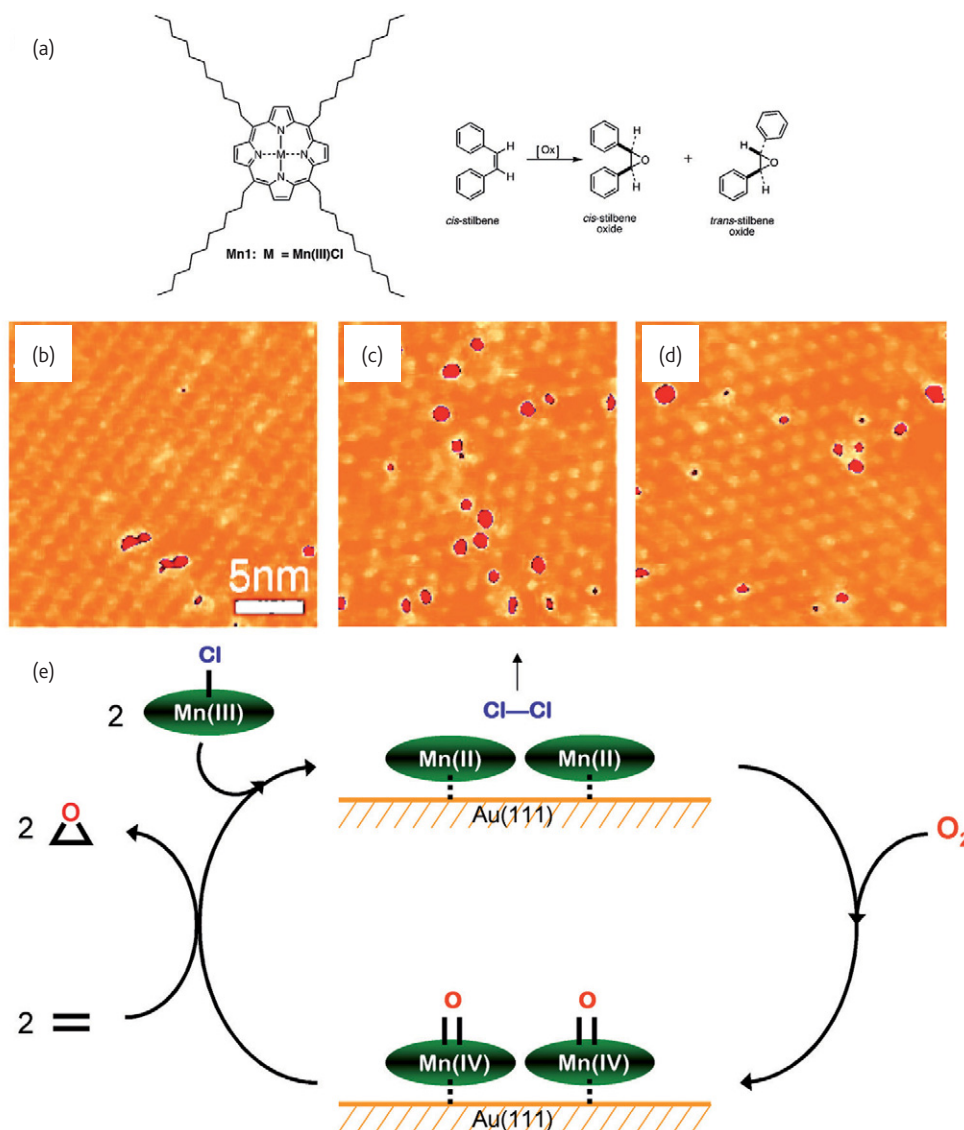 (a)
N
N
M
N
N
Mn1: M = Mn(III)Cl
H
H
cis-stilbene
[Ox]
H
O
H
cis-stilbene
oxide
+
H
O
H
trans-stilbene
oxide
(b)
(c)
(d)
5nm
(e)
Cl
2 Mn(III)
Cl—Cl
Mn(II) Mn(II)
Au(111)
2 O
O₂
2
O O
Mn(IV) Mn(IV)
Au(111)